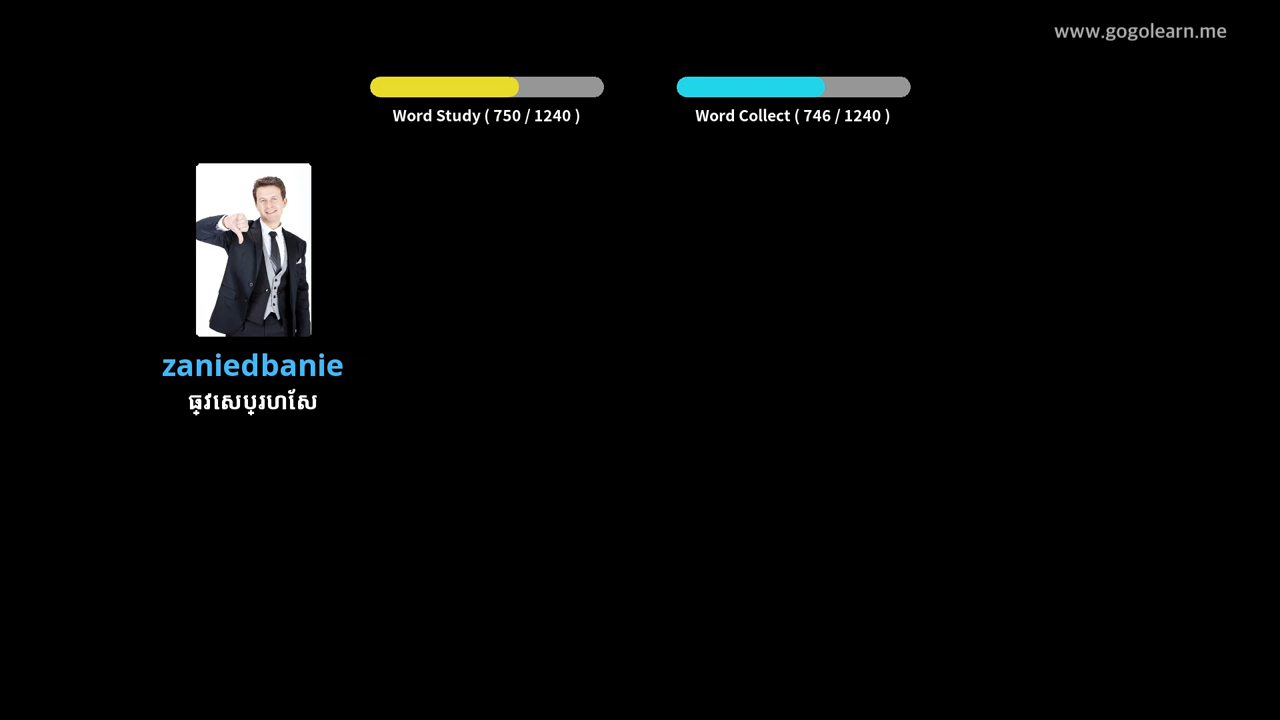 www.gogolearn.me
Word Study ( 750 / 1240 )
Word Collect ( 746 / 1240 )
zaniedbanie
ធ្វេសប្រហែស